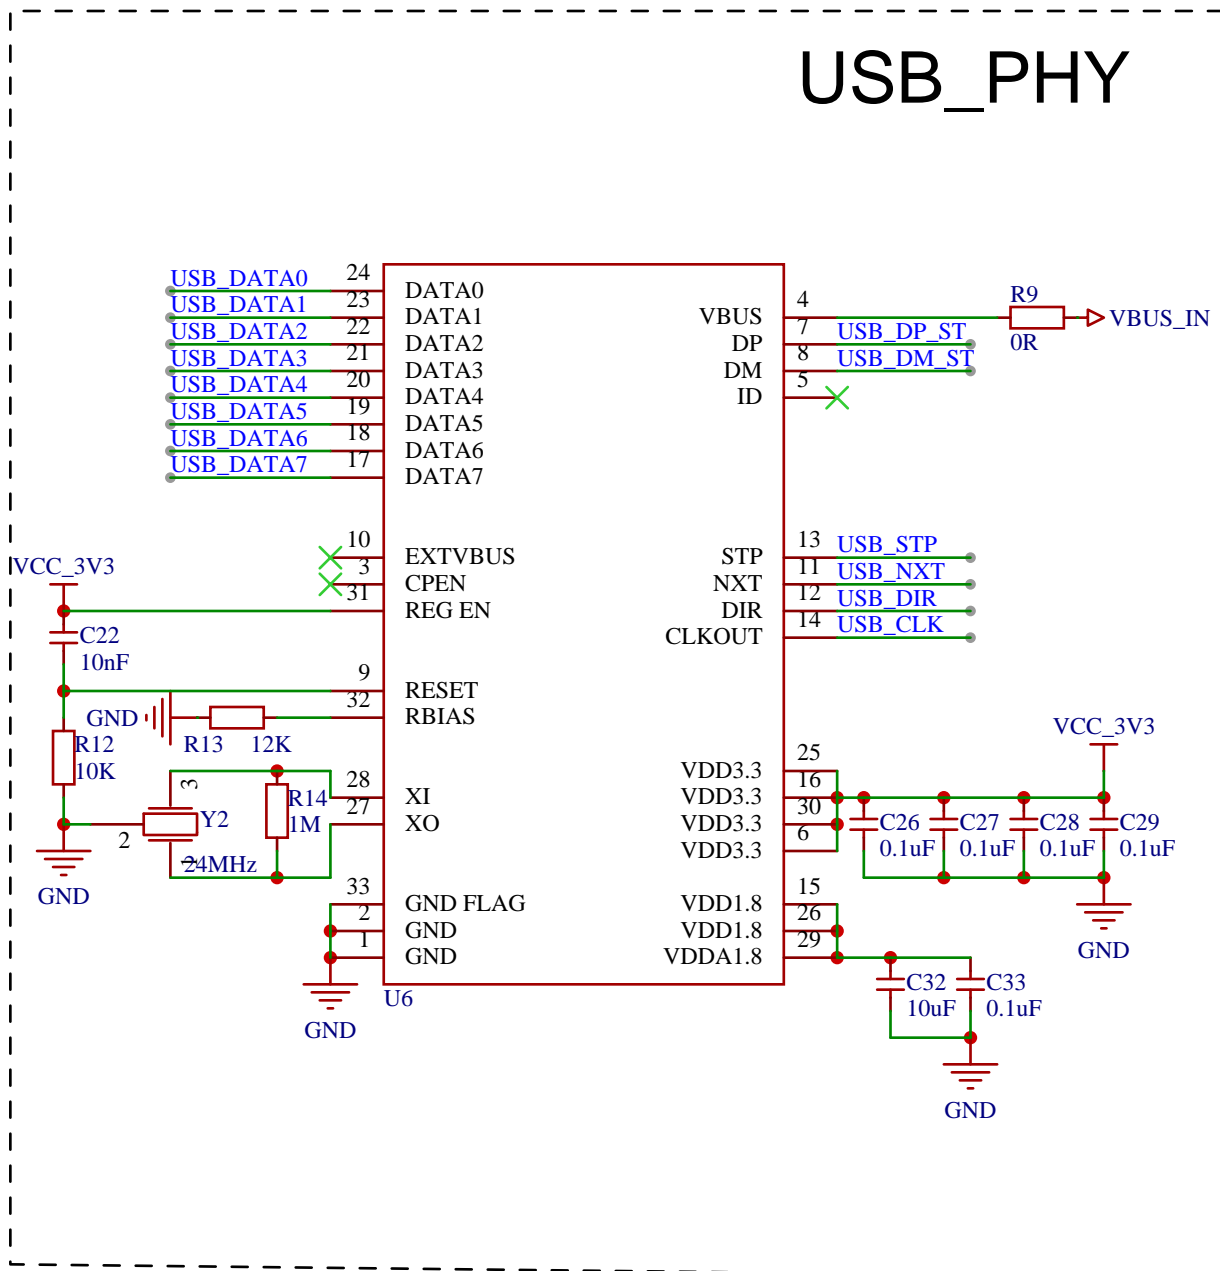 USB_PHY
USB_DATA0 24 DATA0
USB_DATA1 23 DATA1
USB_DATA2 22 DATA2
USB_DATA3 21 DATA3
USB_DATA4 20 DATA4
USB_DATA5 19 DATA5
USB_DATA6 18 DATA6
USB_DATA7 17 DATA7
VBUS 4 R9 0R VBUS_IN
DP 7 USB_DP_ST
DM 8 USB_DM_ST
ID 5
10 EXTVBUS
3 CPEN
VCC_3V3 31 REG EN
C22
10nF
9 RESET
GND R13 12K 32 RBIAS
R12
10K
STP 13 USB_STP
NXT 11 USB_NXT
DIR 12 USB_DIR
CLKOUT 14 USB_CLK
28 XI
27 XO
3
R14
1M
2 Y2
1 24MHz
GND
VCC_3V3
VDD3.3 25
VDD3.3 16
VDD3.3 30
VDD3.3 6
C26 C27 C28 C29
0.1uF 0.1uF 0.1uF 0.1uF
GND
33 GND FLAG
2 GND
1 GND
GND
U6
VDD1.8 15
VDD1.8 26
VDDA1.8 29
C32 C33
10uF 0.1uF
GND